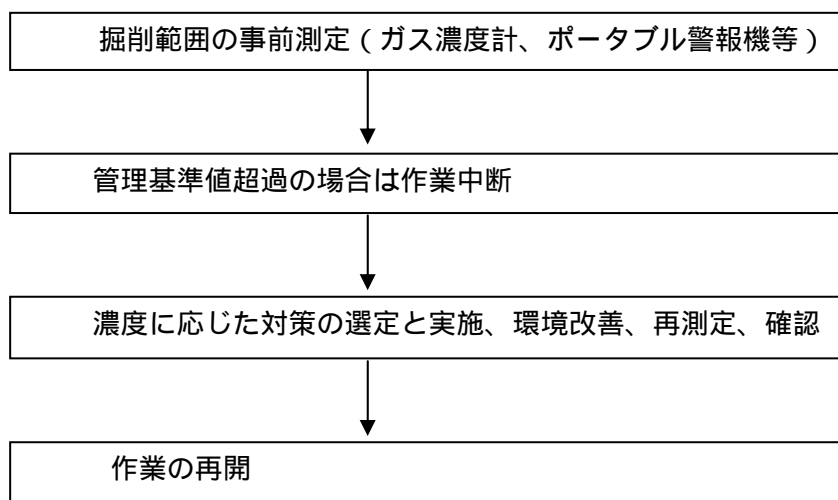 掘削範囲の事前測定（ガス濃度計、ポータブル警報機等）
管理基準値超過の場合は作業中断
濃度に応じた対策の選定と実施、環境改善、再測定、確認
作業の再開